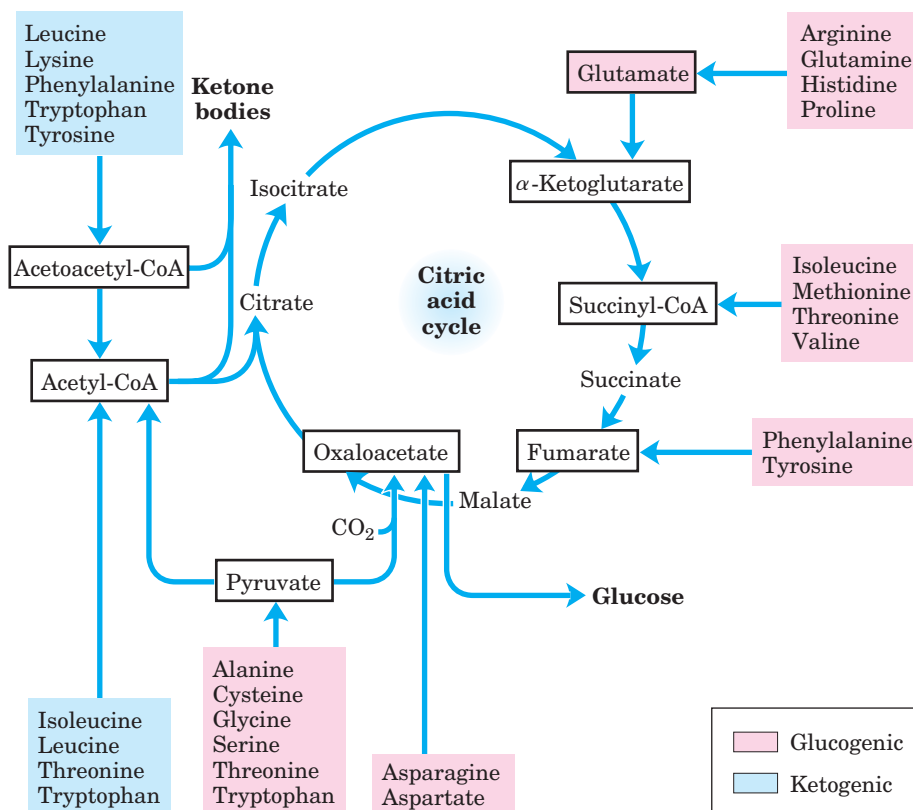 Leucine
Lysine
Phenylalanine
Tryptophan
Tyrosine
Ketone
bodies
Glutamate
Arginine
Glutamine
Histidine
Proline
Isocitrate
α-Ketoglutarate
Acetoacetyl-CoA
Citrate
Citric
acid
cycle
Succinyl-CoA
Isoleucine
Methionine
Threonine
Valine
Acetyl-CoA
Succinate
Oxaloacetate
Fumarate
Phenylalanine
Tyrosine
Malate
CO₂
Pyruvate
Glucose
Isoleucine
Leucine
Threonine
Tryptophan
Alanine
Cysteine
Glycine
Serine
Threonine
Tryptophan
Asparagine
Aspartate
Glucogenic
Ketogenic